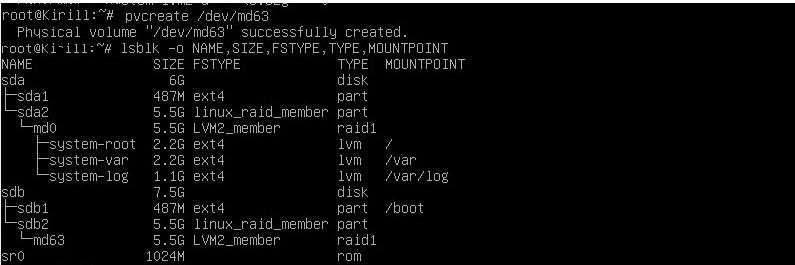 root@Kirill:~# pvcreate /dev/md63
  Physical volume "/dev/md63" successfully created.
root@Kirill:~# lsblk -o NAME,SIZE,FSTYPE,TYPE,MOUNTPOINT
NAME              SIZE FSTYPE            TYPE  MOUNTPOINT
sda                 6G                   disk
├─sda1            487M ext4              part
└─sda2            5.5G linux_raid_member part
  └─md0           5.5G LVM2_member       raid1
    ├─system-root 2.2G ext4              lvm   /
    ├─system-var  2.2G ext4              lvm   /var
    └─system-log  1.1G ext4              lvm   /var/log
sdb               7.5G                   disk
├─sdb1            487M ext4              part  /boot
└─sdb2            5.5G linux_raid_member part
  └─md63          5.5G LVM2_member       raid1
sr0              1024M                   rom